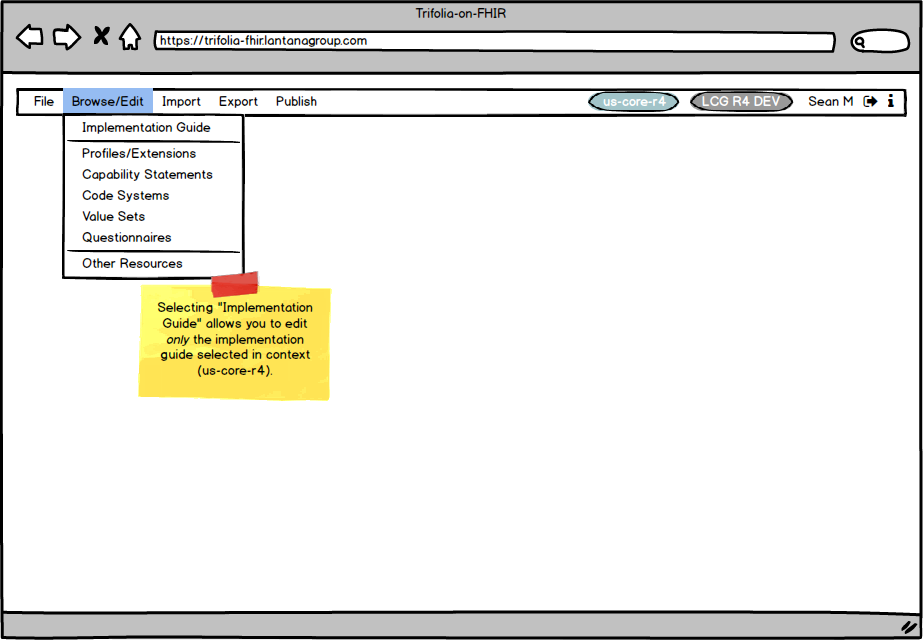 Trifolia-on-FHIR
https://trifolia-fhir.lantanagroup.com
File Browse/Edit Import Export Publish us-core-r4 LCG R4 DEV Sean M
Implementation Guide
Profiles/Extensions
Capability Statements
Code Systems
Value Sets
Questionnaires
Other Resources
Selecting "Implementation
Guide" allows you to edit
only the implementation
guide selected in context
(us-core-r4).